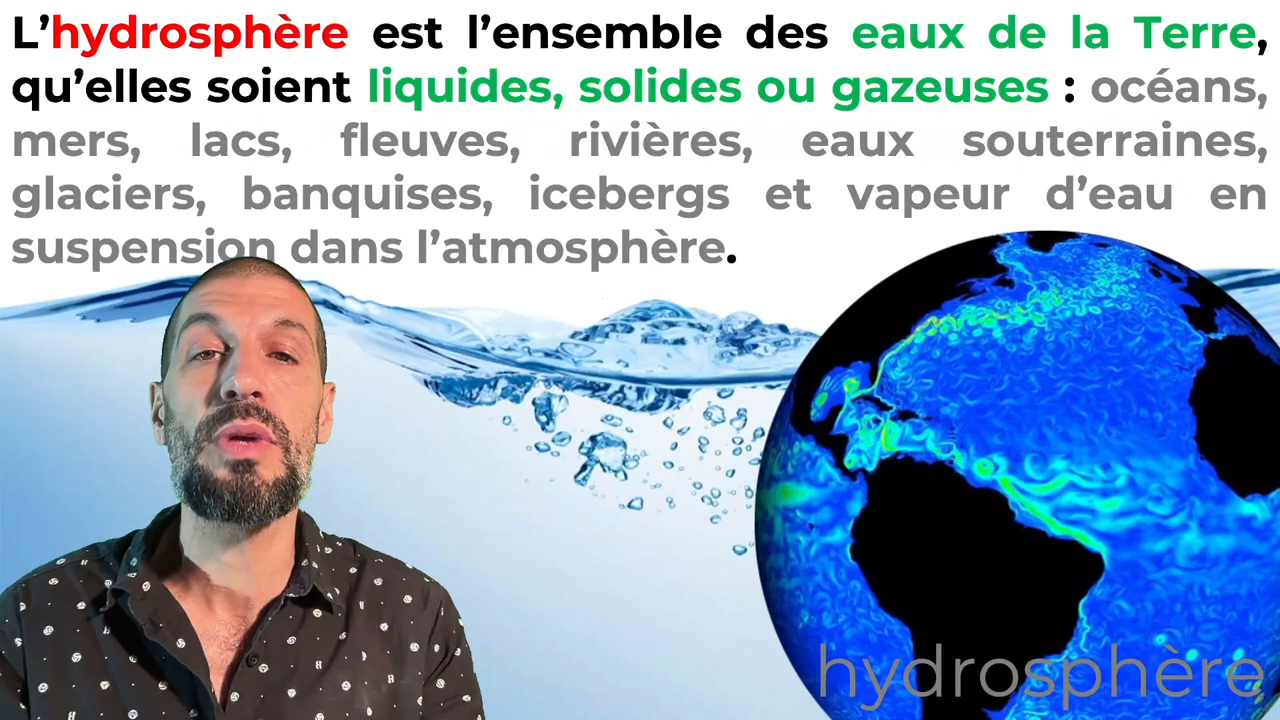 L’hydrosphère est l’ensemble des eaux de la Terre,
qu’elles soient liquides, solides ou gazeuses : océans,
mers, lacs, fleuves, rivières, eaux souterraines,
glaciers, banquises, icebergs et vapeur d’eau en
suspension dans l’atmosphère.
hydrosphère